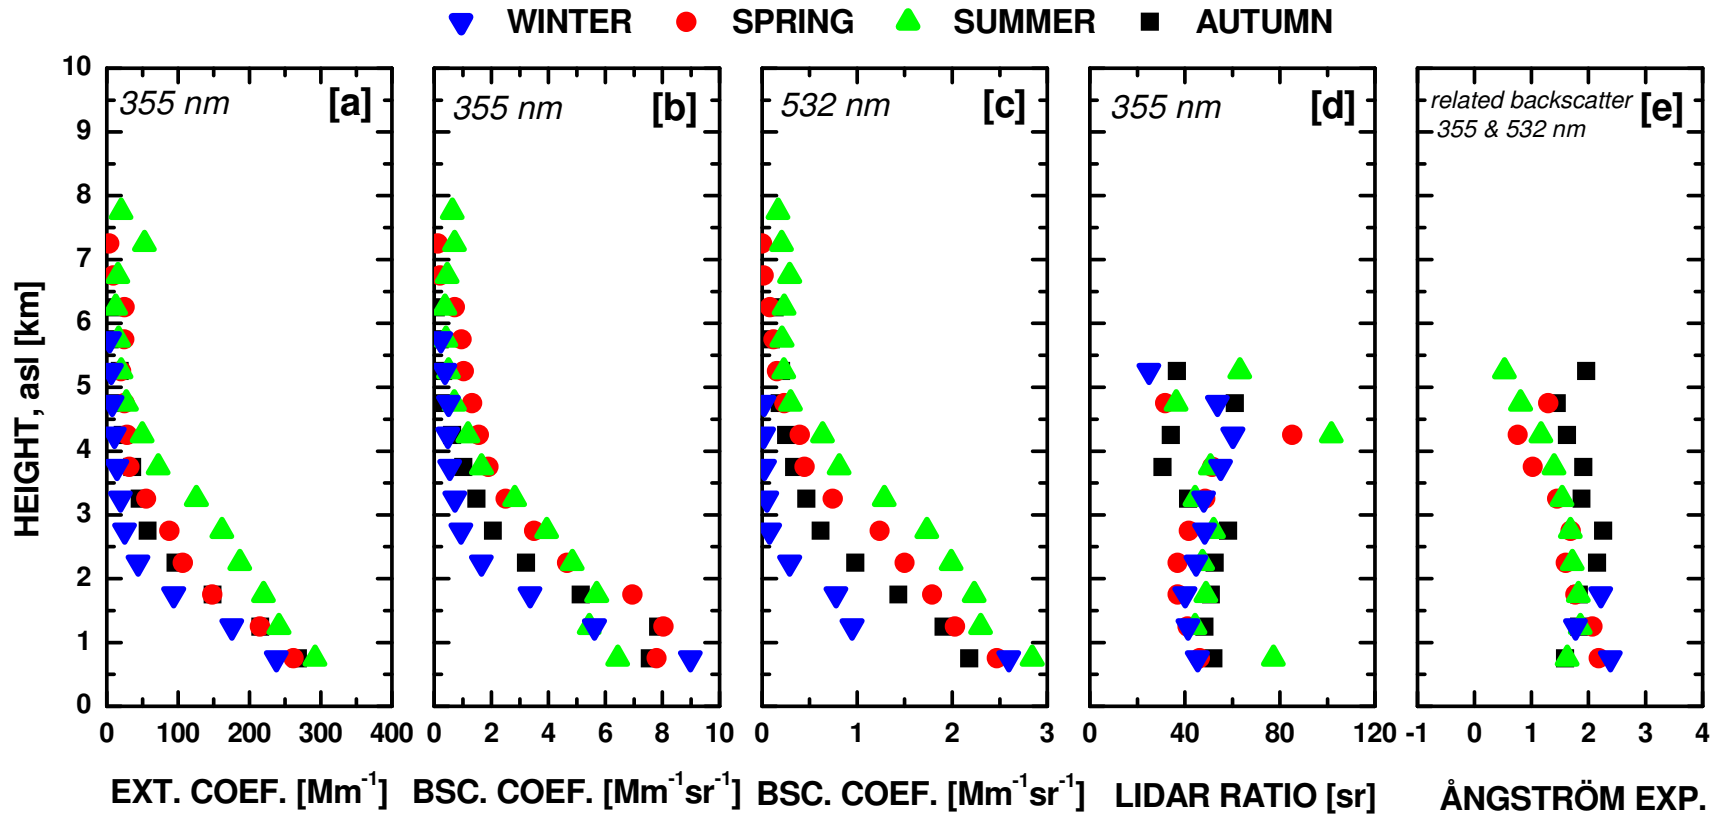 WINTER SPRING SUMMER AUTUMN
355 nm [a]
355 nm [b]
532 nm [c]
355 nm [d]
related backscatter
355 & 532 nm [e]
HEIGHT, asl [km]
10
9
8
7
6
5
4
3
2
1
0
0 100 200 300 400
0 2 4 6 8 10
0 1 2 3
0 40 80 120
-1 0 1 2 3 4
EXT. COEF. [Mm⁻¹]
BSC. COEF. [Mm⁻¹sr⁻¹]
BSC. COEF. [Mm⁻¹sr⁻¹]
LIDAR RATIO [sr]
ÅNGSTRÖM EXP.